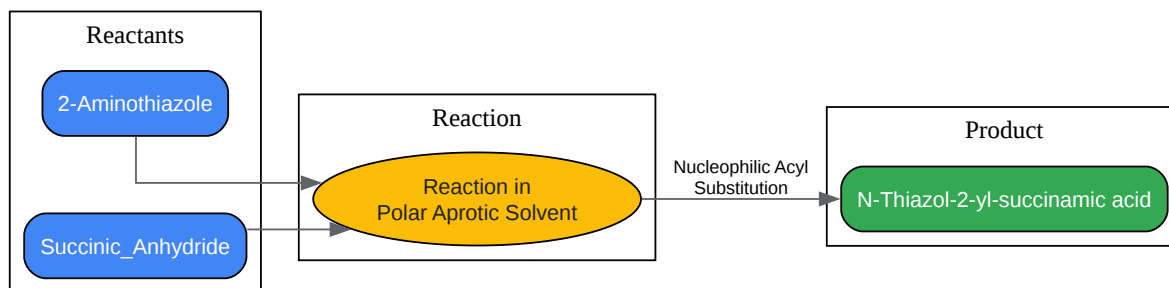 Reactants
2-Aminothiazole
Succinic_Anhydride
Reaction
Reaction in
Polar Aprotic Solvent
Nucleophilic Acyl
Substitution
Product
N-Thiazol-2-yl-succinamic acid